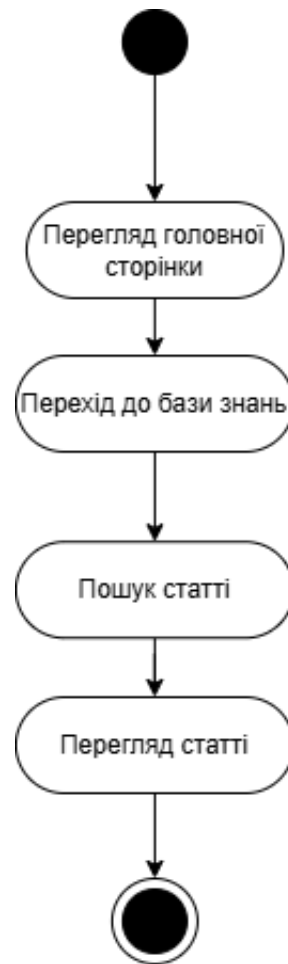 Перегляд головної
сторінки
Перехід до бази знань
Пошук статті
Перегляд статті